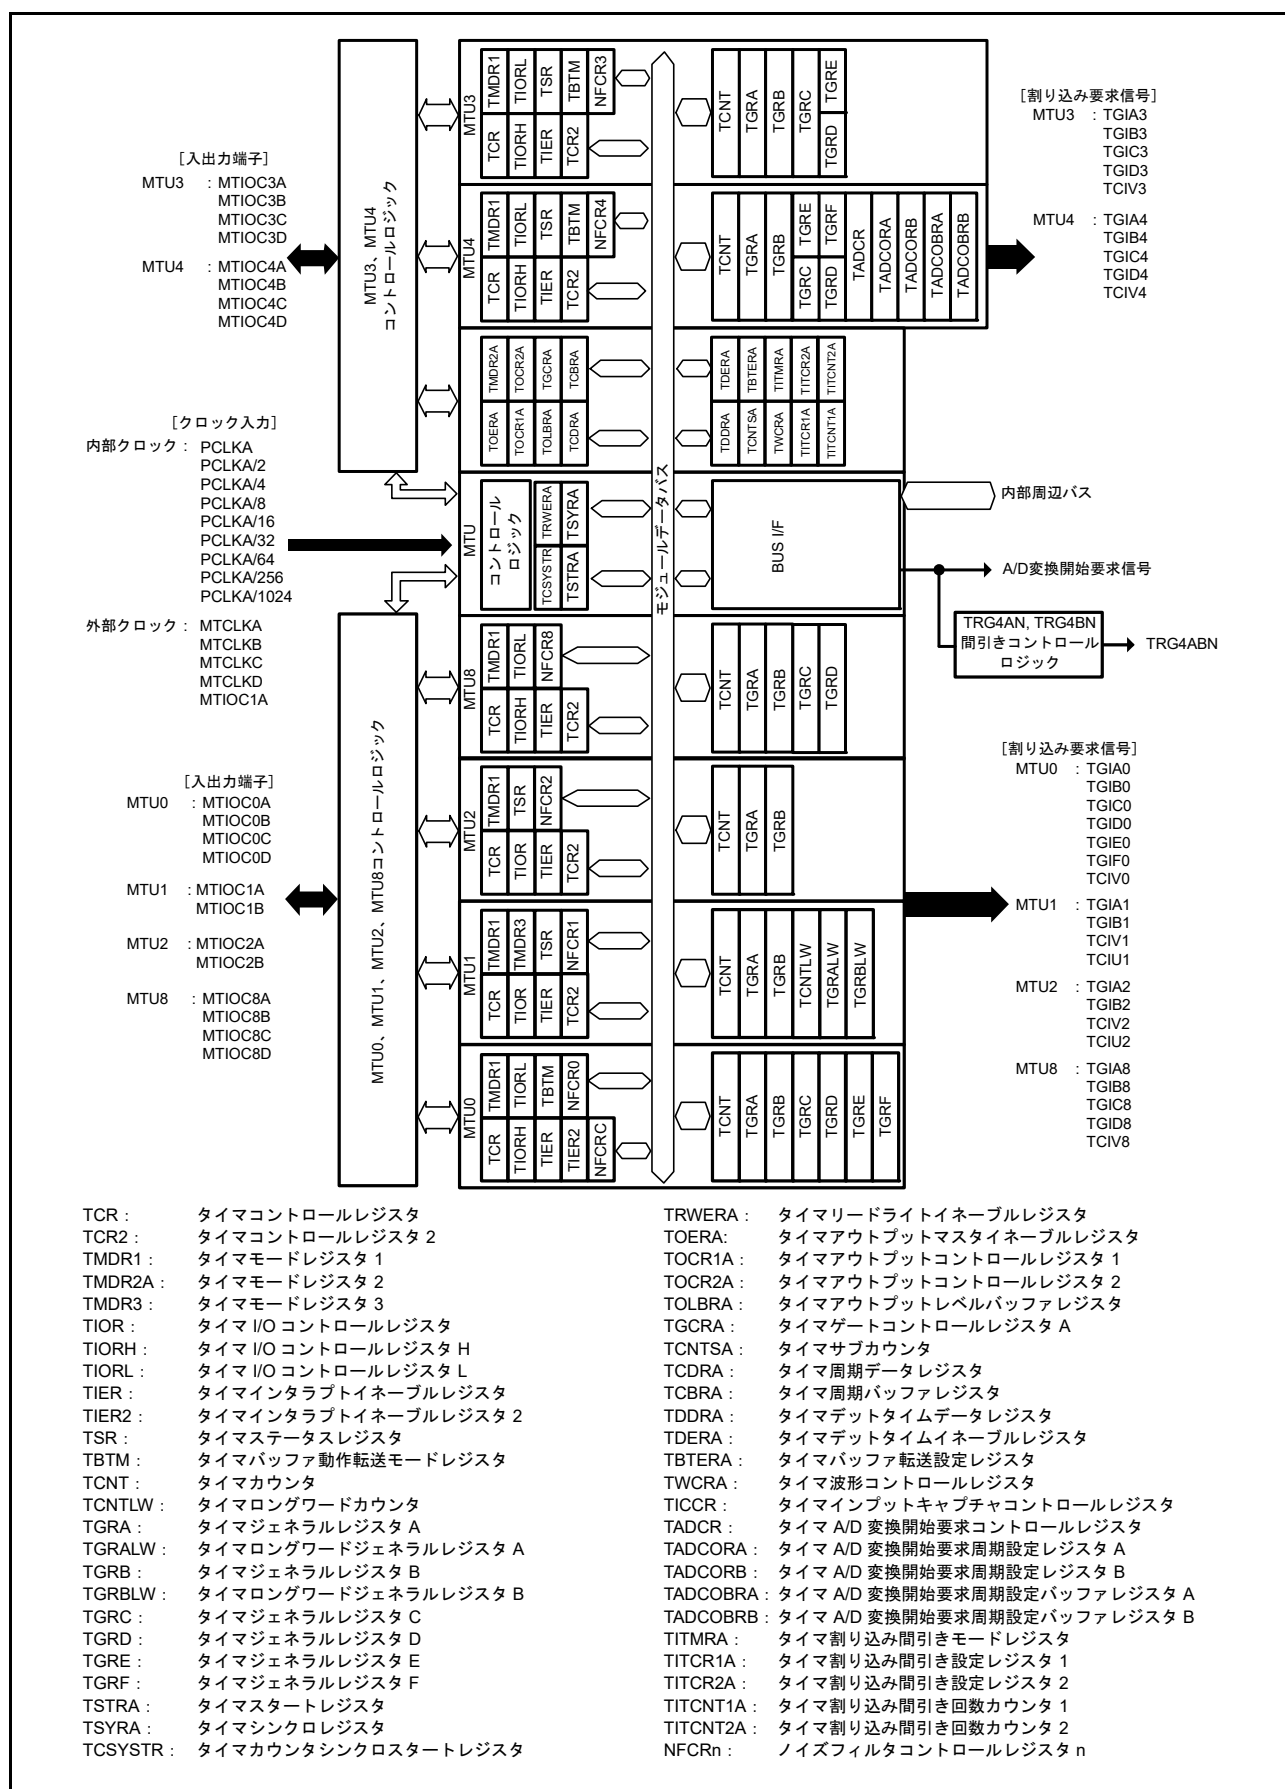 [入出力端子]
MTU3 : MTIOC3A
MTIOC3B
MTIOC3C
MTIOC3D
MTU4 : MTIOC4A
MTIOC4B
MTIOC4C
MTIOC4D
[クロック入力]
内部クロック : PCLKA
PCLKA/2
PCLKA/4
PCLKA/8
PCLKA/16
PCLKA/32
PCLKA/64
PCLKA/256
PCLKA/1024
外部クロック : MTCLKA
MTCLKB
MTCLKC
MTCLKD
MTIOC1A
[入出力端子]
MTU0 : MTIOC0A
MTIOC0B
MTIOC0C
MTIOC0D
MTU1 : MTIOC1A
MTIOC1B
MTU2 : MTIOC2A
MTIOC2B
MTU8 : MTIOC8A
MTIOC8B
MTIOC8C
MTIOC8D
MTU3、MTU4
コントロールロジック
MTU0、MTU1、MTU2、MTU8コントロールロジック
MTU3
TMDR1 TIORL TSR TBTM NFCR3
TCR TIORH TIER TCR2
TCNT TGRA TGRB TGRC TGRE
TGRD
MTU4
TMDR1 TIORL TSR TBTM NFCR4
TCR TIORH TIER TCR2
TCNT TGRA TGRB TGRE TGRF TADCR TADCORA TADCORB TADCOBRA TADCOBRB
TGRC TGRD
TMDR2A TOCR2A TGCRA TCBRA
TOERA TOCR1A TOLBRA TCDRA
TDERA TBTERA TITMRA TITCR2A TITCNT2A
TDDRA TCNTSA TWCRA TITCR1A TITCNT1A
MTU
コントロール
ロジック
TRWERA TSYRA
TCSYSTR TSTRA
モジュールデータバス
BUS I/F
MTU8
TMDR1 TIORL NFCR8
TCR TIORH TIER TCR2
TCNT TGRA TGRB TGRC TGRD
MTU2
TMDR1 TSR NFCR2
TCR TIOR TIER TCR2
TCNT TGRA TGRB
MTU1
TMDR1 TMDR3 TSR NFCR1
TCR TIOR TIER TCR2
TCNT TGRA TGRB TCNTLW TGRALW TGRBLW
MTU0
TMDR1 TIORL TBTM NFCR0
TCR TIORH TIER TIER2 NFCRC
TCNT TGRA TGRB TGRC TGRD TGRE TGRF
[割り込み要求信号]
MTU3 : TGIA3
TGIB3
TGIC3
TGID3
TCIV3
MTU4 : TGIA4
TGIB4
TGIC4
TGID4
TCIV4
内部周辺バス
A/D変換開始要求信号
TRG4AN, TRG4BN
間引きコントロール
ロジック
TRG4ABN
[割り込み要求信号]
MTU0 : TGIA0
TGIB0
TGIC0
TGID0
TGIE0
TGIF0
TCIV0
MTU1 : TGIA1
TGIB1
TCIV1
TCIU1
MTU2 : TGIA2
TGIB2
TCIV2
TCIU2
MTU8 : TGIA8
TGIB8
TGIC8
TGID8
TCIV8
TCR : タイマコントロールレジスタ
TCR2 : タイマコントロールレジスタ 2
TMDR1 : タイマモードレジスタ 1
TMDR2A : タイマモードレジスタ 2
TMDR3 : タイマモードレジスタ 3
TIOR : タイマ I/O コントロールレジスタ
TIORH : タイマ I/O コントロールレジスタ H
TIORL : タイマ I/O コントロールレジスタ L
TIER : タイマインタラプトイネーブルレジスタ
TIER2 : タイマインタラプトイネーブルレジスタ 2
TSR : タイマステータスレジスタ
TBTM : タイマバッファ動作転送モードレジスタ
TCNT : タイマカウンタ
TCNTLW : タイマロングワードカウンタ
TGRA : タイマジェネラルレジスタ A
TGRALW : タイマロングワードジェネラルレジスタ A
TGRB : タイマジェネラルレジスタ B
TGRBLW : タイマロングワードジェネラルレジスタ B
TGRC : タイマジェネラルレジスタ C
TGRD : タイマジェネラルレジスタ D
TGRE : タイマジェネラルレジスタ E
TGRF : タイマジェネラルレジスタ F
TSTRA : タイマスタートレジスタ
TSYRA : タイマシンクロレジスタ
TCSYSTR : タイマカウンタシンクロスタートレジスタ
TRWERA : タイマリードライトイネーブルレジスタ
TOERA: タイマアウトプットマスタイネーブルレジスタ
TOCR1A : タイマアウトプットコントロールレジスタ 1
TOCR2A : タイマアウトプットコントロールレジスタ 2
TOLBRA : タイマアウトプットレベルバッファレジスタ
TGCRA : タイマゲートコントロールレジスタ A
TCNTSA : タイマサブカウンタ
TCDRA : タイマ周期データレジスタ
TCBRA : タイマ周期バッファレジスタ
TDDRA : タイマデットタイムデータレジスタ
TDERA : タイマデットタイムイネーブルレジスタ
TBTERA : タイマバッファ転送設定レジスタ
TWCRA : タイマ波形コントロールレジスタ
TICCR : タイマインプットキャプチャコントロールレジスタ
TADCR : タイマ A/D 変換開始要求コントロールレジスタ
TADCORA : タイマ A/D 変換開始要求周期設定レジスタ A
TADCORB : タイマ A/D 変換開始要求周期設定レジスタ B
TADCOBRA : タイマ A/D 変換開始要求周期設定バッファレジスタ A
TADCOBRB : タイマ A/D 変換開始要求周期設定バッファレジスタ B
TITMRA : タイマ割り込み間引きモードレジスタ
TITCR1A : タイマ割り込み間引き設定レジスタ 1
TITCR2A : タイマ割り込み間引き設定レジスタ 2
TITCNT1A : タイマ割り込み間引き回数カウンタ 1
TITCNT2A : タイマ割り込み間引き回数カウンタ 2
NFCRn : ノイズフィルタコントロールレジスタ n